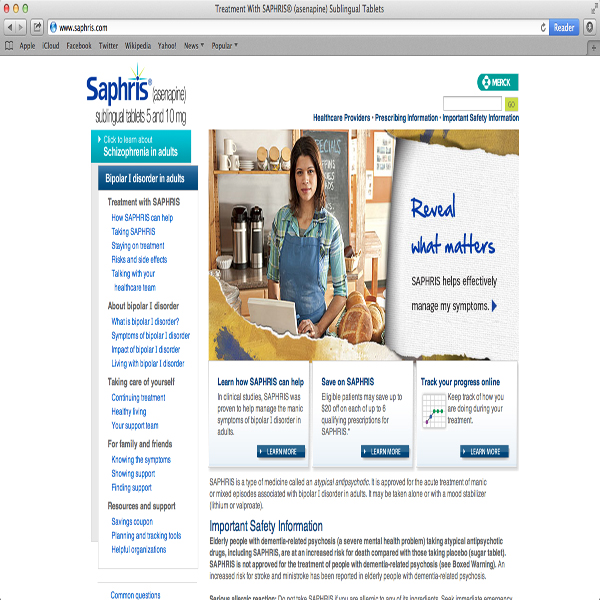 Treatment With SAPHRIS® (asenapine) Sublingual Tablets
www.saphris.com
Reader
Apple iCloud Facebook Twitter Wikipedia Yahoo! News Popular
Saphris® (asenapine)
sublingual tablets 5 and 10 mg
MERCK
GO
Healthcare Providers · Prescribing Information · Important Safety Information
Click to learn about
Schizophrenia in adults
Bipolar I disorder in adults
Treatment with SAPHRIS
How SAPHRIS can help
Taking SAPHRIS
Staying on treatment
Risks and side effects
Talking with your
healthcare team
About bipolar I disorder
What is bipolar I disorder?
Symptoms of bipolar I disorder
Impact of bipolar I disorder
Living with bipolar I disorder
Taking care of yourself
Continuing treatment
Healthy living
Your support team
For family and friends
Knowing the symptoms
Showing support
Finding support
Resources and support
Savings coupon
Planning and tracking tools
Helpful organizations
Common questions
SPECIALS
Reveal
what matters
SAPHRIS helps effectively
manage my symptoms.
Learn how SAPHRIS can help
In clinical studies, SAPHRIS was
proven to help manage the manic
symptoms of bipolar I disorder in
adults.
LEARN MORE
Save on SAPHRIS
Eligible patients may save up to
$20 off on each of up to 6
qualifying prescriptions for
SAPHRIS.*
LEARN MORE
Track your progress online
Keep track of how you
are doing during your
treatment.
LEARN MORE
SAPHRIS is a type of medicine called an atypical antipsychotic. It is approved for the acute treatment of manic
or mixed episodes associated with bipolar I disorder in adults. It may be taken alone or with a mood stabilizer
(lithium or valproate).
Important Safety Information
Elderly people with dementia-related psychosis (a severe mental health problem) taking atypical antipsychotic
drugs, including SAPHRIS, are at an increased risk for death compared with those taking placebo (sugar tablet).
SAPHRIS is not approved for the treatment of people with dementia-related psychosis (see Boxed Warning). An
increased risk for stroke and ministroke has been reported in elderly people with dementia-related psychosis.
Serious allergic reaction: Do not take SAPHRIS if you are allergic to any of its ingredients. Seek immediate emergency